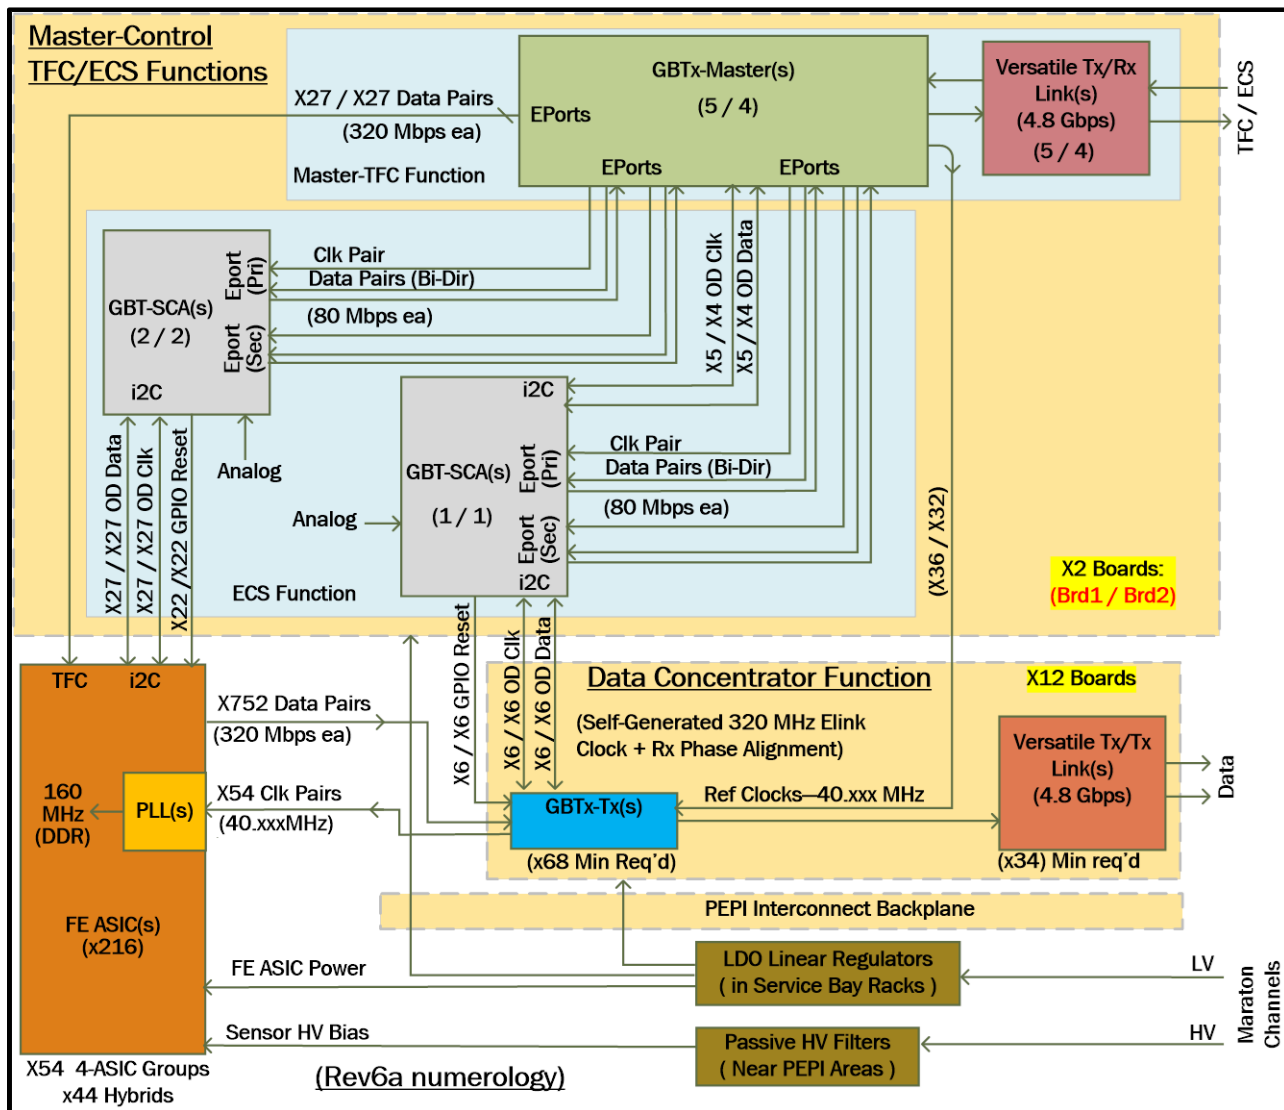 Master-Control
TFC/ECS Functions
X27 / X27 Data Pairs
(320 Mbps ea)
EPorts
GBTx-Master(s)
(5 / 4)
EPorts
EPorts
Master-TFC Function
Versatile Tx/Rx
Link(s)
(4.8 Gbps)
(5 / 4)
TFC / ECS
GBT-SCA(s)
(2 / 2)
Eport
(Pri)
Eport
(Sec)
i2C
Clk Pair
Data Pairs (Bi-Dir)
(80 Mbps ea)
X5 / X4 OD Clk
X5 / X4 OD Data
Analog
X27 / X27 OD Data
X27 / X27 OD Clk
X22 /X22 GPIO Reset
GBT-SCA(s)
(1 / 1)
i2C
Eport
(Pri)
Eport
(Sec)
i2C
Clk Pair
Data Pairs (Bi-Dir)
(80 Mbps ea)
Analog
ECS Function
(X36 / X32)
X2 Boards:
(Brd1 / Brd2)
X6 / X6 GPIO Reset
X6 / X6 OD Clk
X6 / X6 OD Data
Data Concentrator Function
X12 Boards
(Self-Generated 320 MHz Elink
Clock + Rx Phase Alignment)
Versatile Tx/Tx
Link(s)
(4.8 Gbps)
(x34) Min req'd
Data
GBTx-Tx(s)
(x68 Min Req'd)
Ref Clocks—40.xxx MHz
TFC
i2C
X752 Data Pairs
(320 Mbps ea)
X54 Clk Pairs
(40.xxxMHz)
160
MHz
(DDR)
PLL(s)
FE ASIC(s)
(x216)
PEPI Interconnect Backplane
FE ASIC Power
LDO Linear Regulators
( in Service Bay Racks )
LV
Sensor HV Bias
Passive HV Filters
( Near PEPI Areas )
HV
Maraton
Channels
X54 4-ASIC Groups
x44 Hybrids
(Rev6a numerology)